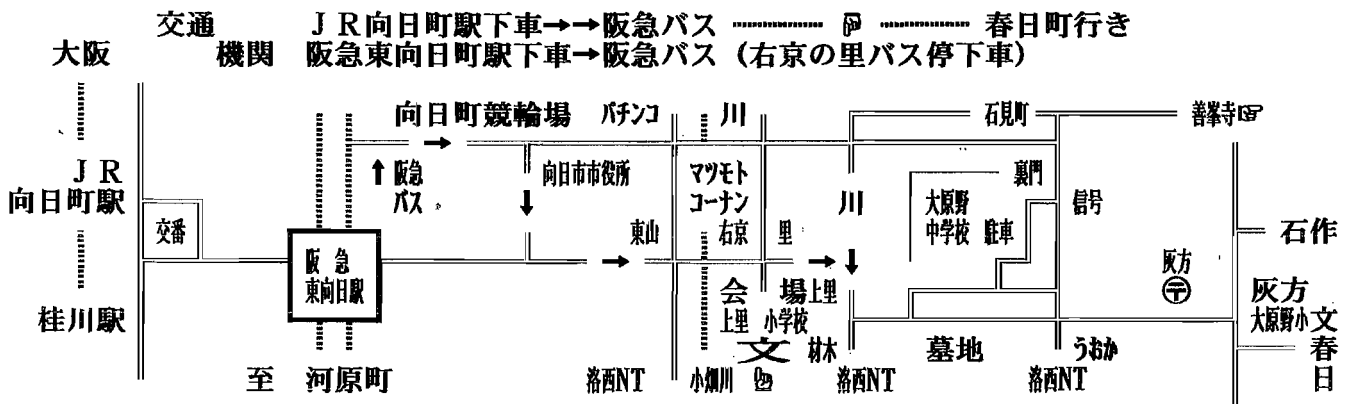 交通 JR向日町駅下車→→阪急バス 春日町行き
大阪 機関 阪急東向日町駅下車→阪急バス (右京の里バス停下車)
向日町競輪場 パチンコ 川 石見町 善峯寺
JR 阪急 向日市市役所 マツモト 裏門
向日町駅 バス コーナン 川 大原野 信号
交番 東山 右京 里 中学校 駐車 石作
阪急 灰方
東向日駅 会場 上里 〒 灰方
桂川駅 上里 小学校 大原野小 文
文 材木 墓地 うおか 春
至 河原町 洛西NT 小畑川 洛西NT 洛西NT 日